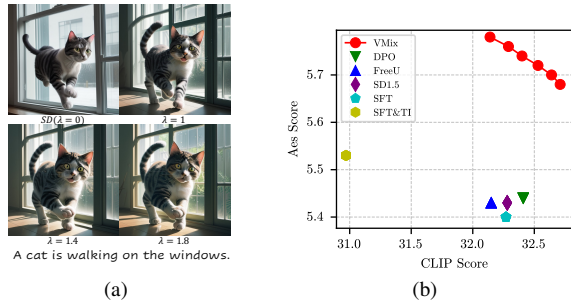 SD(λ=0)
λ = 1
λ = 1.4
λ = 1.8
A cat is walking on the windows.
(a)
VMix
DPO
FreeU
SD1.5
SFT
SFT&TI
Aes Score
5.7
5.6
5.5
5.4
31.0
31.5
32.0
32.5
CLIP Score
(b)